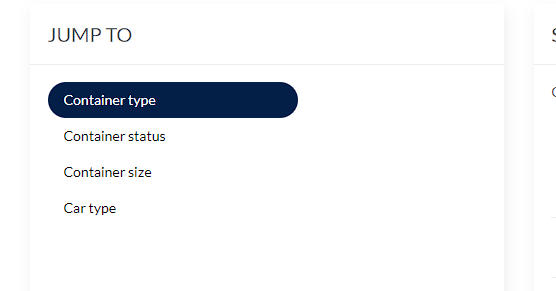 JUMP TO
Container type
Container status
Container size
Car type